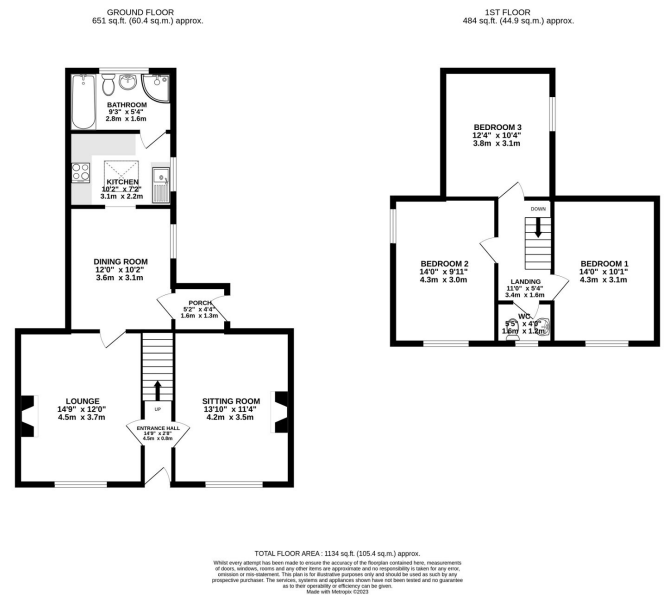 GROUND FLOOR
651 sq.ft. (60.4 sq.m.) approx.
1ST FLOOR
484 sq.ft. (44.9 sq.m.) approx.
BATHROOM
9'3" x 5'4"
2.8m x 1.6m
KITCHEN
10'2" x 7'2"
3.1m x 2.2m
DINING ROOM
12'0" x 10'2"
3.6m x 3.1m
PORCH
5'2" x 4'4"
1.6m x 1.3m
LOUNGE
14'9" x 12'0"
4.5m x 3.7m
UP
ENTRANCE HALL
14'9" x 2'8"
4.5m x 0.8m
SITTING ROOM
13'10" x 11'4"
4.2m x 3.5m
BEDROOM 3
12'4" x 10'4"
3.8m x 3.1m
DOWN
BEDROOM 2
14'0" x 9'11"
4.3m x 3.0m
BEDROOM 1
14'0" x 10'1"
4.3m x 3.1m
LANDING
11'0" x 5'4"
3.4m x 1.6m
WC
5'5" x 4'0"
1.6m x 1.2m
TOTAL FLOOR AREA : 1134 sq.ft. (105.4 sq.m.) approx.
Whilst every attempt has been made to ensure the accuracy of the floorplan contained here, measurements
of doors, windows, rooms and any other items are approximate and no responsibility is taken for any error,
omission or mis-statement. This plan is for illustrative purposes only and should be used as such by any
prospective purchaser. The services, systems and appliances shown have not been tested and no guarantee
as to their operability or efficiency can be given.
Made with Metropix ©2023